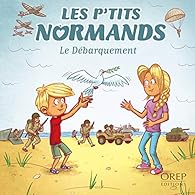 LES P'TITS
NORMANDS
Le Débarquement
OREP
ÉDITIONS